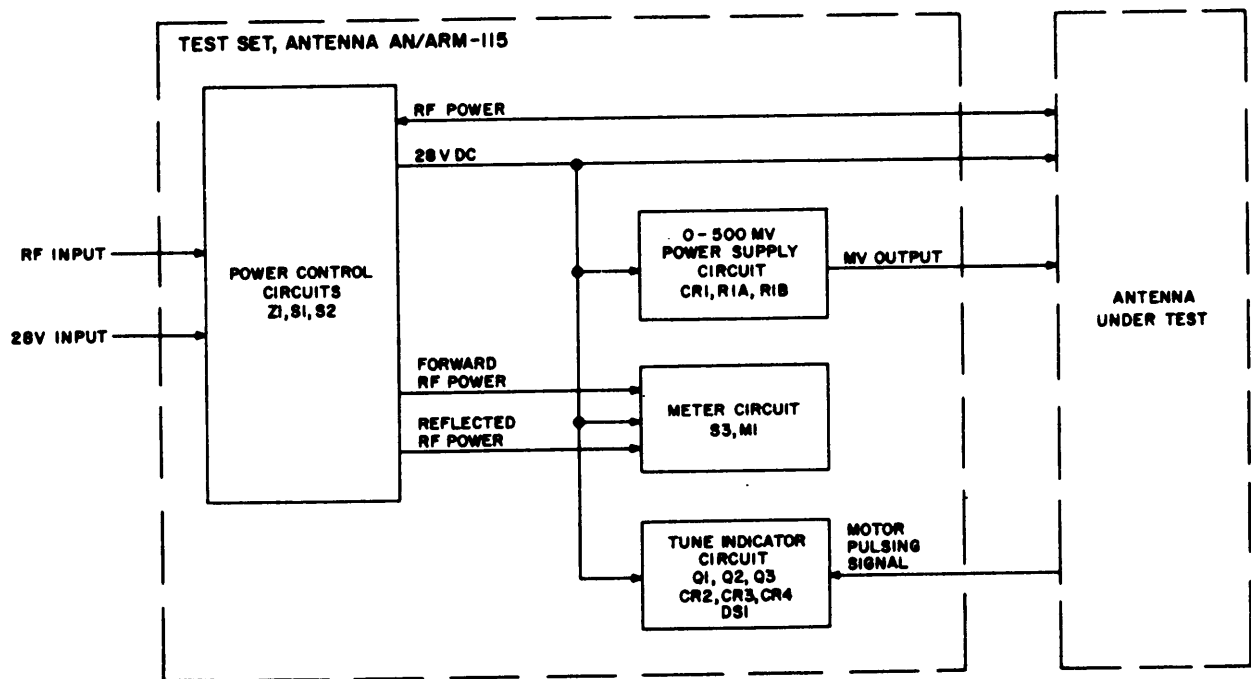 TEST SET, ANTENNA AN/ARM-115
RF POWER
28 V DC
RF INPUT
28V INPUT
POWER CONTROL
CIRCUITS
Z1, S1, S2
0-500 MV
POWER SUPPLY
CIRCUIT
CR1, R1A, R1B
MV OUTPUT
ANTENNA
UNDER TEST
FORWARD
RF POWER
REFLECTED
RF POWER
METER CIRCUIT
S3, M1
TUNE INDICATOR
CIRCUIT
Q1, Q2, Q3
CR2, CR3, CR4
DS1
MOTOR
PULSING
SIGNAL